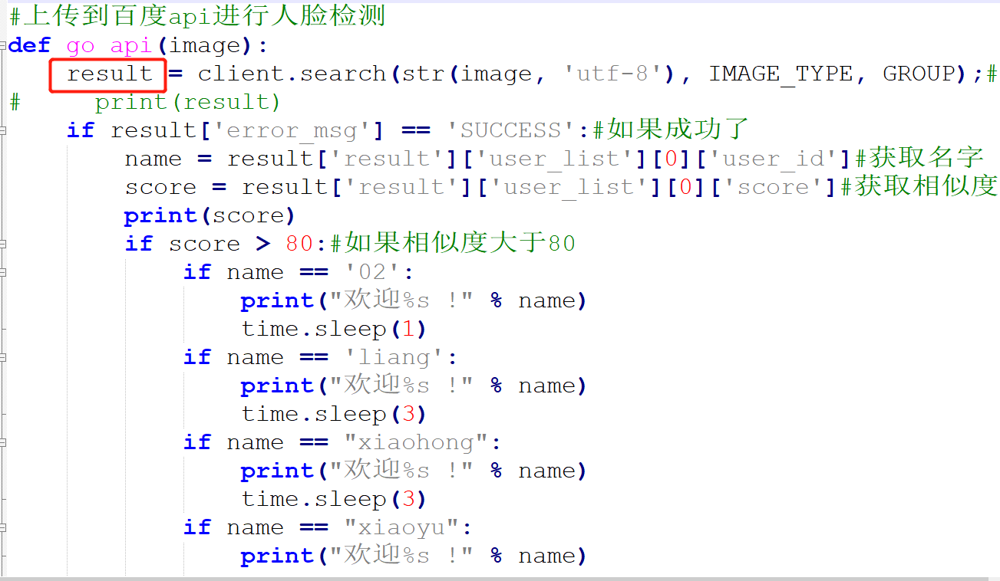 #上传到百度api进行人脸检测
def go_api(image):
    result = client.search(str(image, 'utf-8'), IMAGE_TYPE, GROUP);#
#     print(result)
    if result['error_msg'] == 'SUCCESS':#如果成功了
        name = result['result']['user_list'][0]['user_id']#获取名字
        score = result['result']['user_list'][0]['score']#获取相似度
        print(score)
        if score > 80:#如果相似度大于80
            if name == '02':
                print("欢迎%s !" % name)
                time.sleep(1)
            if name == 'liang':
                print("欢迎%s !" % name)
                time.sleep(3)
            if name == "xiaohong":
                print("欢迎%s !" % name)
                time.sleep(3)
            if name == "xiaoyu":
                print("欢迎%s !" % name)